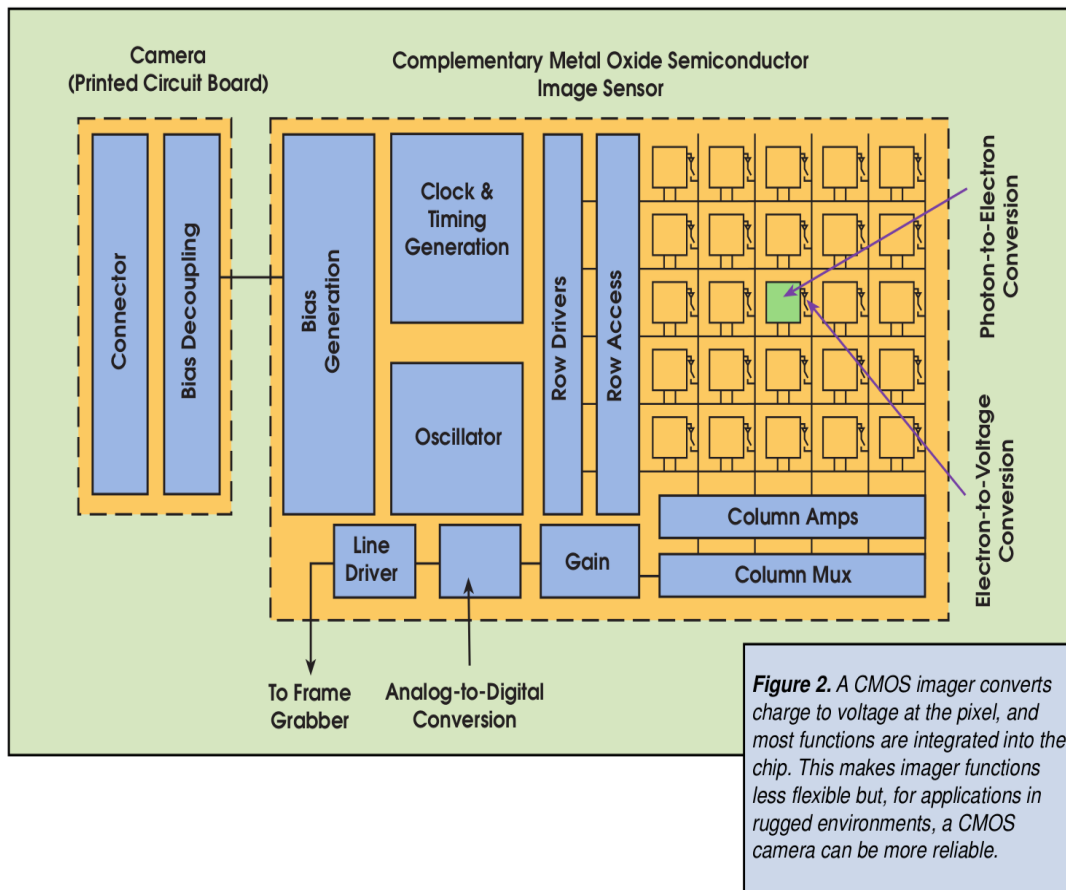 Camera
(Printed Circuit Board)
Complementary Metal Oxide Semiconductor
Image Sensor
Connector
Bias Decoupling
Bias
Generation
Clock &
Timing
Generation
Oscillator
Row Drivers
Row Access
Photon-to-Electron
Conversion
Electron-to-Voltage
Conversion
Column Amps
Column Mux
Gain
Line
Driver
To Frame
Grabber
Analog-to-Digital
Conversion
Figure 2. A CMOS imager converts
charge to voltage at the pixel, and
most functions are integrated into the
chip. This makes imager functions
less flexible but, for applications in
rugged environments, a CMOS
camera can be more reliable.